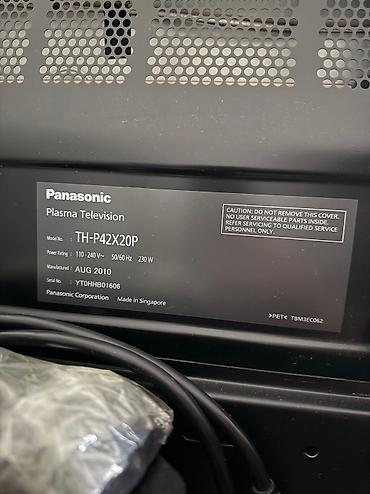 Panasonic
Plasma Television
Model No. : TH-P42X20P
Power Rating : 110-240 V~ 50/60 Hz 230 W
Manufactured : AUG 2010
Serial No. : YT0HHB01606
Panasonic Corporation Made in Singapore
CAUTION: DO NOT REMOVE THIS COVER.
NO USER SERVICEABLE PARTS INSIDE.
REFER SERVICING TO QUALIFIED SERVICE
PERSONNEL ONLY.
>PET< TBM3EC062